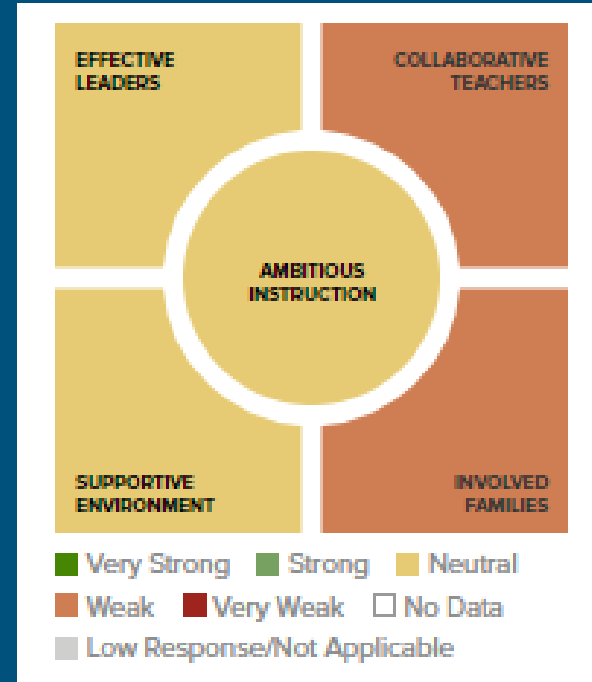 EFFECTIVE
LEADERS
COLLABORATIVE
TEACHERS
AMBITIOUS
INSTRUCTION
SUPPORTIVE
ENVIRONMENT
INVOLVED
FAMILIES
Very Strong Strong Neutral
Weak Very Weak No Data
Low Response/Not Applicable